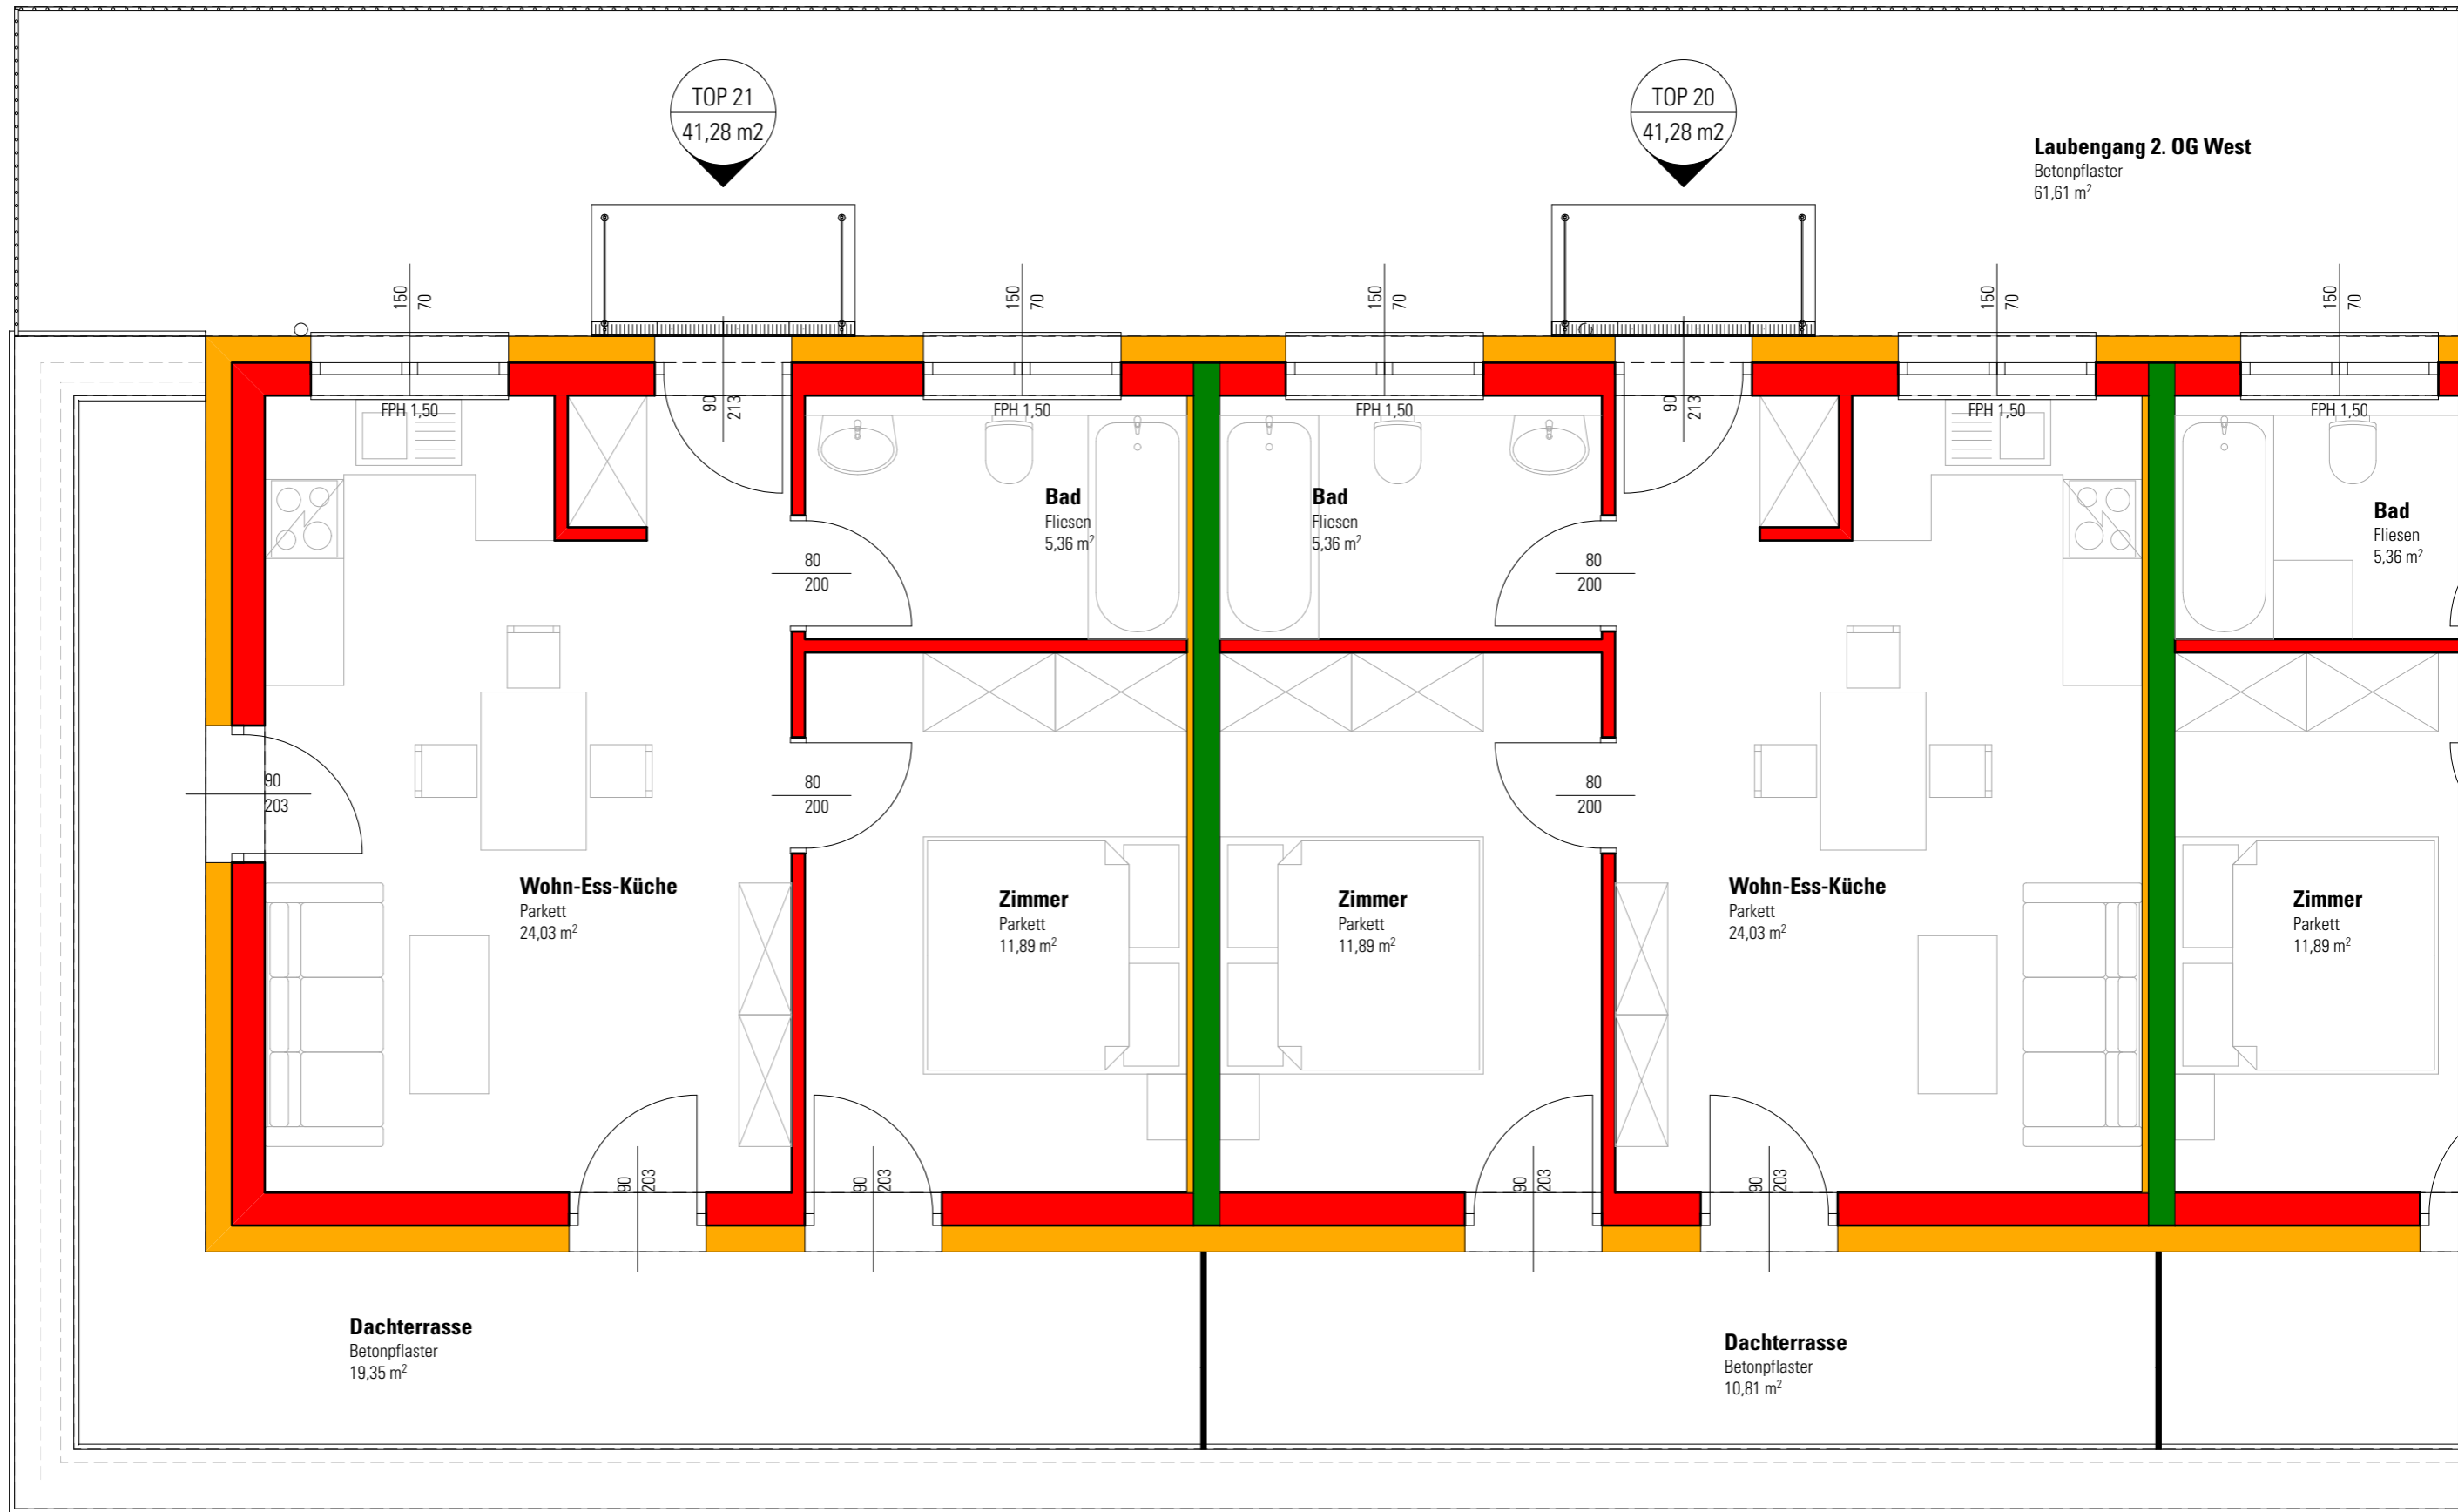 TOP 21
41,28 m2
TOP 20
41,28 m2
Laubengang 2. OG West
Betonpflaster
61,61 m²
150
70
150
70
150
70
150
70
150
70
FPH 1,50
90
213
FPH 1,50
FPH 1,50
90
213
FPH 1,50
FPH 1,50
Bad
Fliesen
5,36 m²
Bad
Fliesen
5,36 m²
Bad
Fliesen
5,36 m²
80
200
80
200
90
203
80
200
80
200
Wohn-Ess-Küche
Parkett
24,03 m²
Zimmer
Parkett
11,89 m²
Zimmer
Parkett
11,89 m²
Wohn-Ess-Küche
Parkett
24,03 m²
Zimmer
Parkett
11,89 m²
90
203
90
203
90
203
90
203
Dachterrasse
Betonpflaster
19,35 m²
Dachterrasse
Betonpflaster
10,81 m²